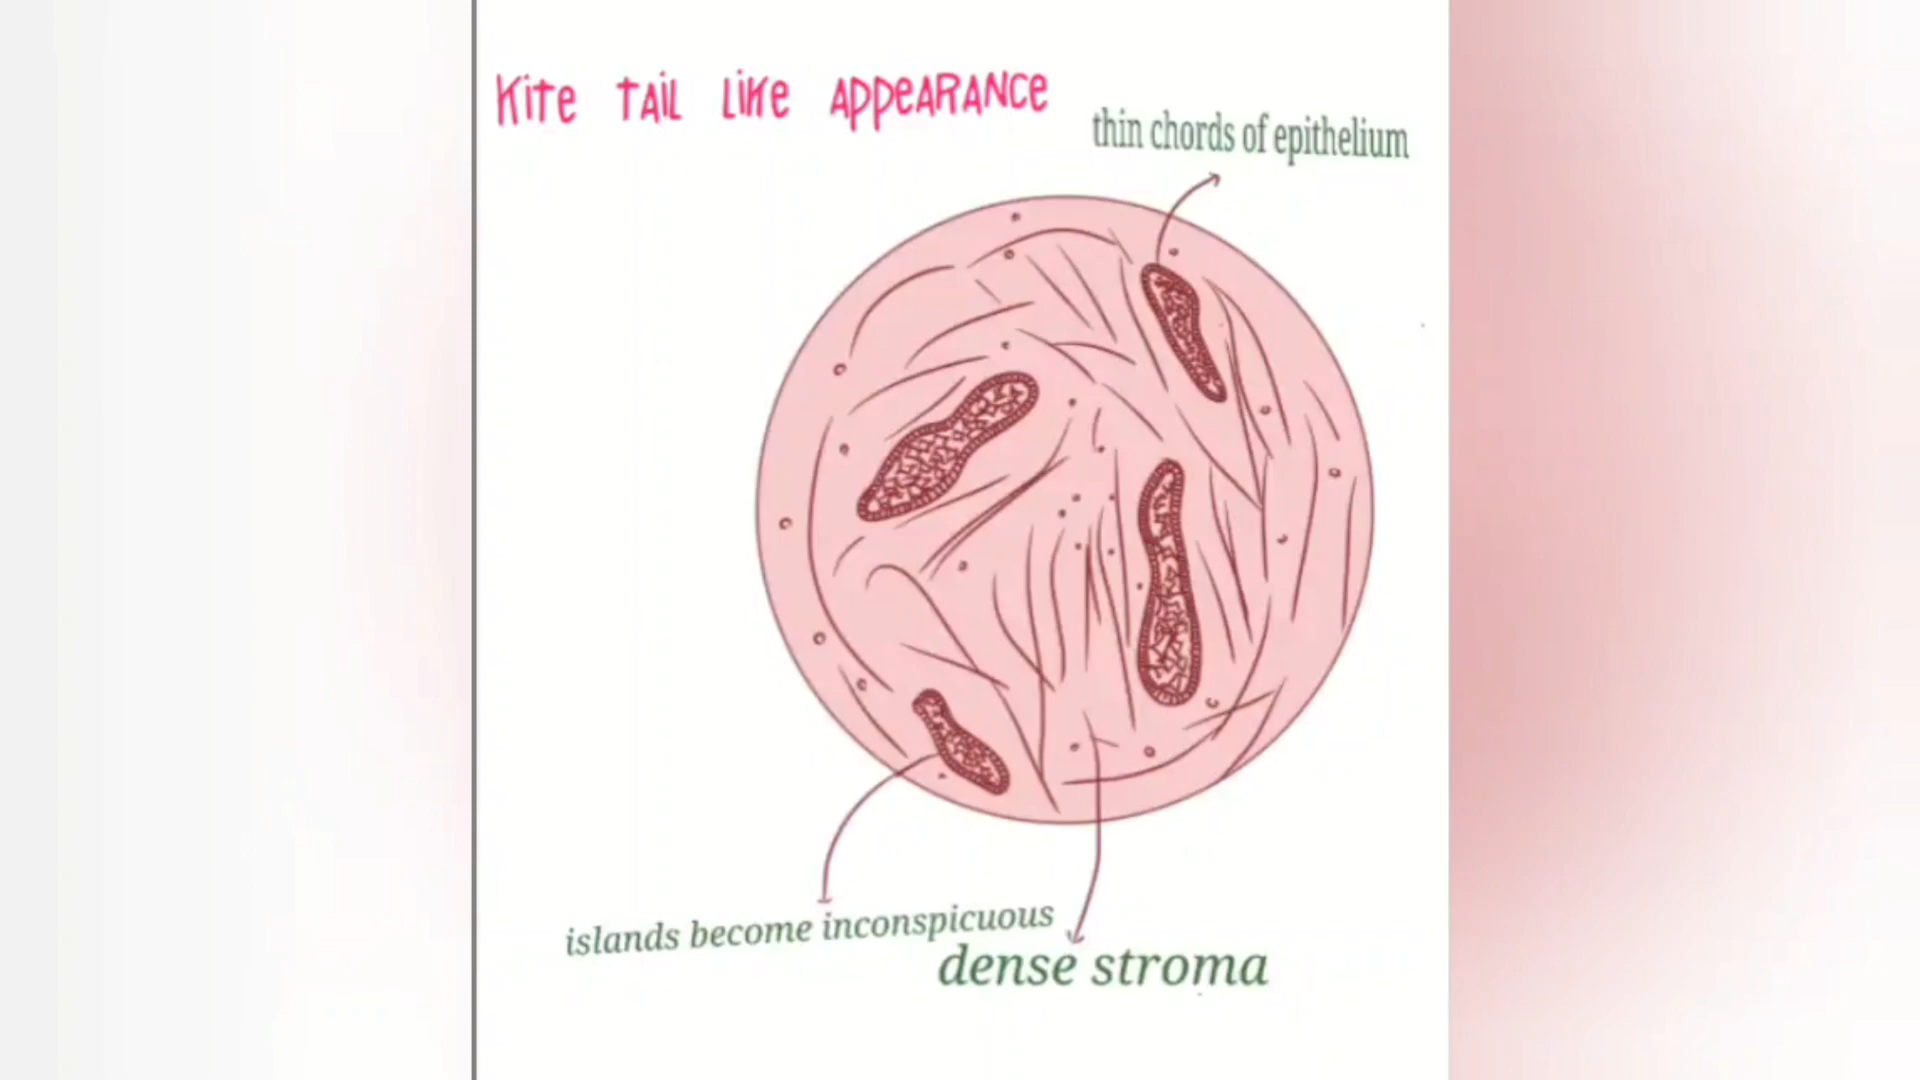 Kite tail like appearance
thin chords of epithelium
islands become inconspicuous
dense stroma